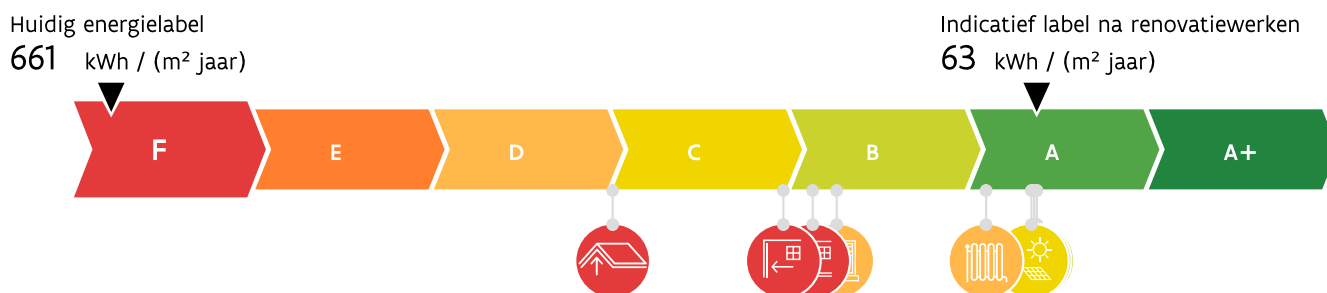 Huidig energielabel
661 kWh / (m² jaar)
Indicatief label na renovatiewerken
63 kWh / (m² jaar)
F E D C B A A+